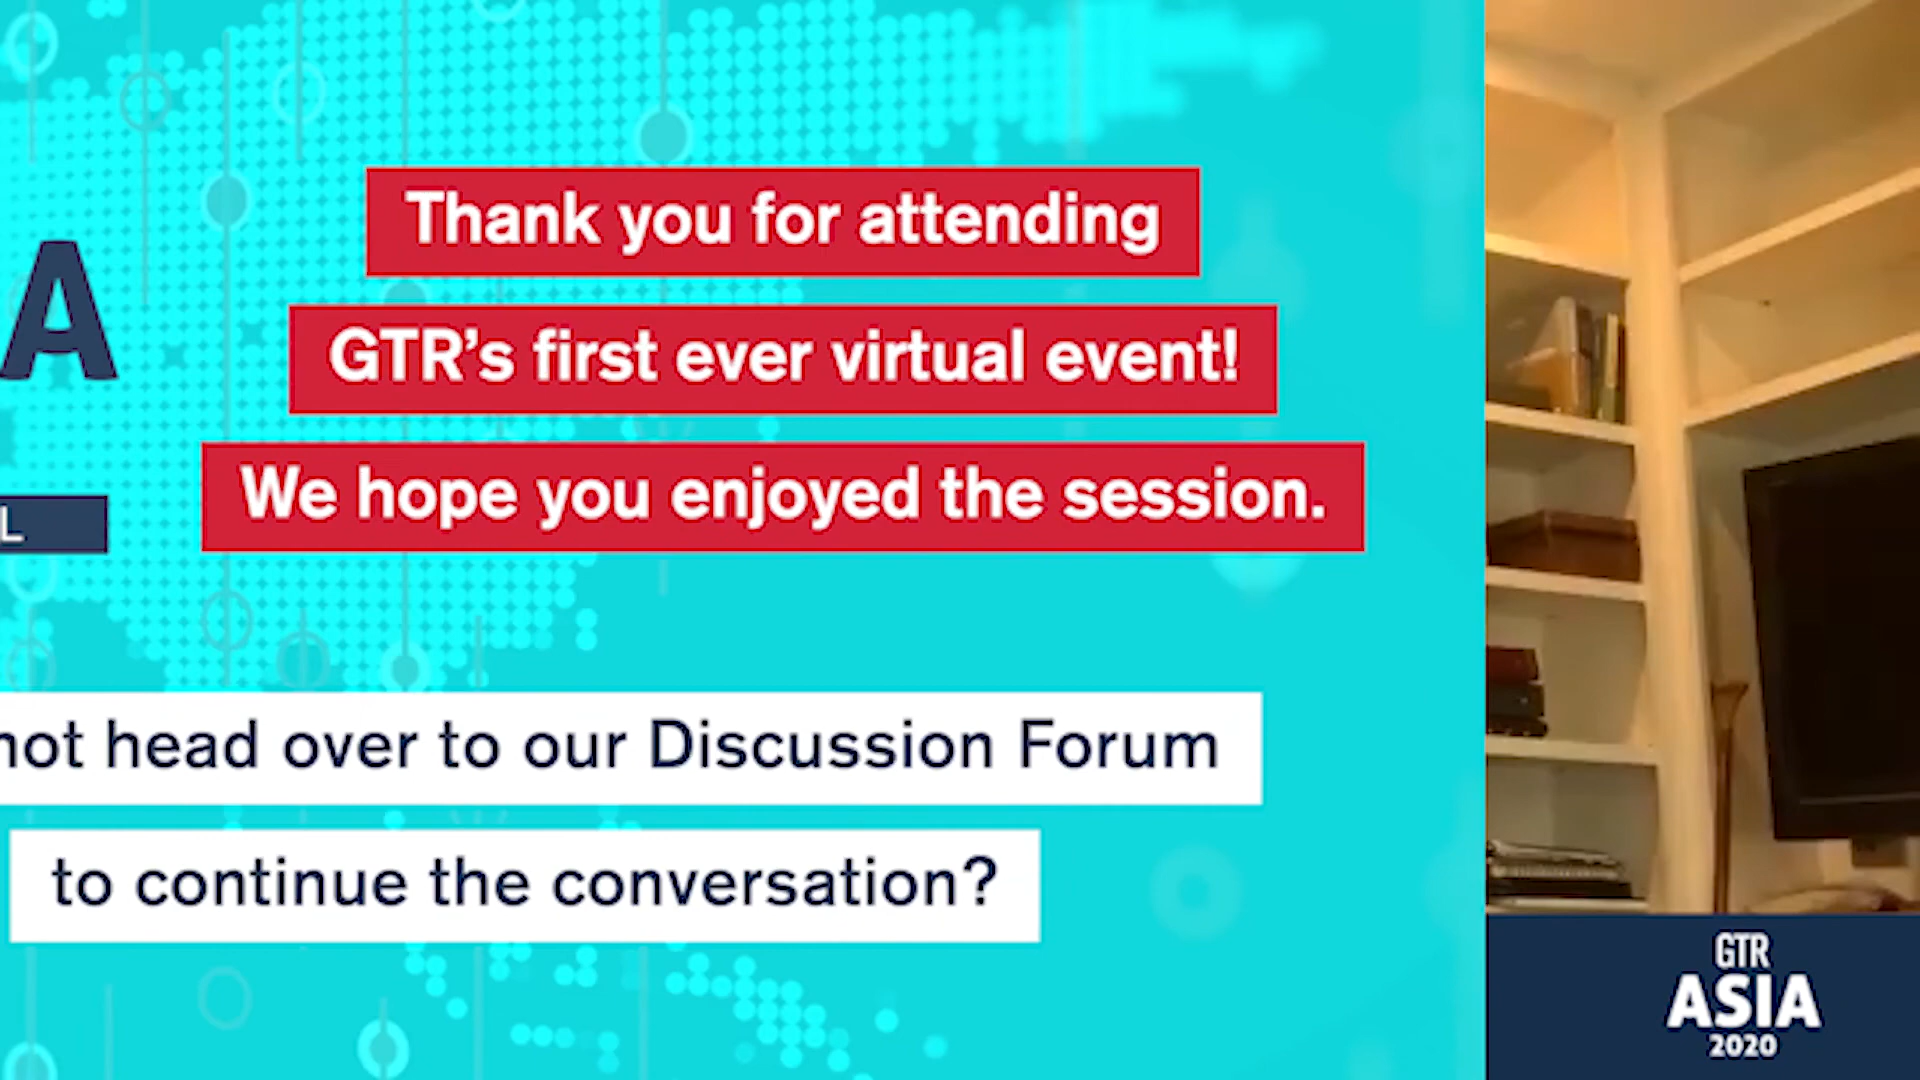 Thank you for attending
GTR’s first ever virtual event!
We hope you enjoyed the session.
A
L
not head over to our Discussion Forum
to continue the conversation?
GTR
ASIA
2020